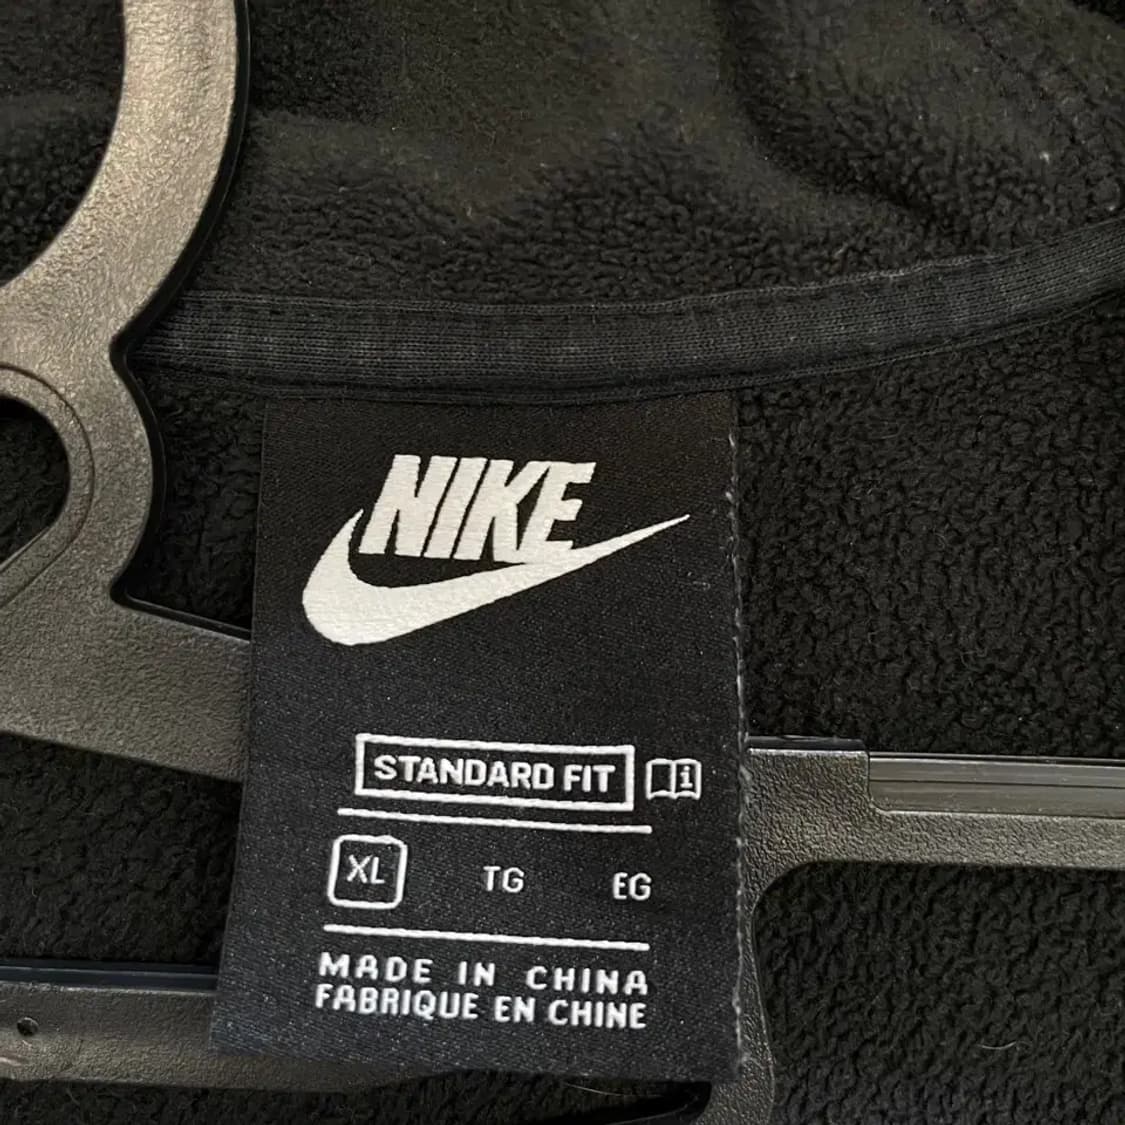 NIKE
STANDARD FIT i
XL TG EG
MADE IN CHINA
FABRIQUE EN CHINE